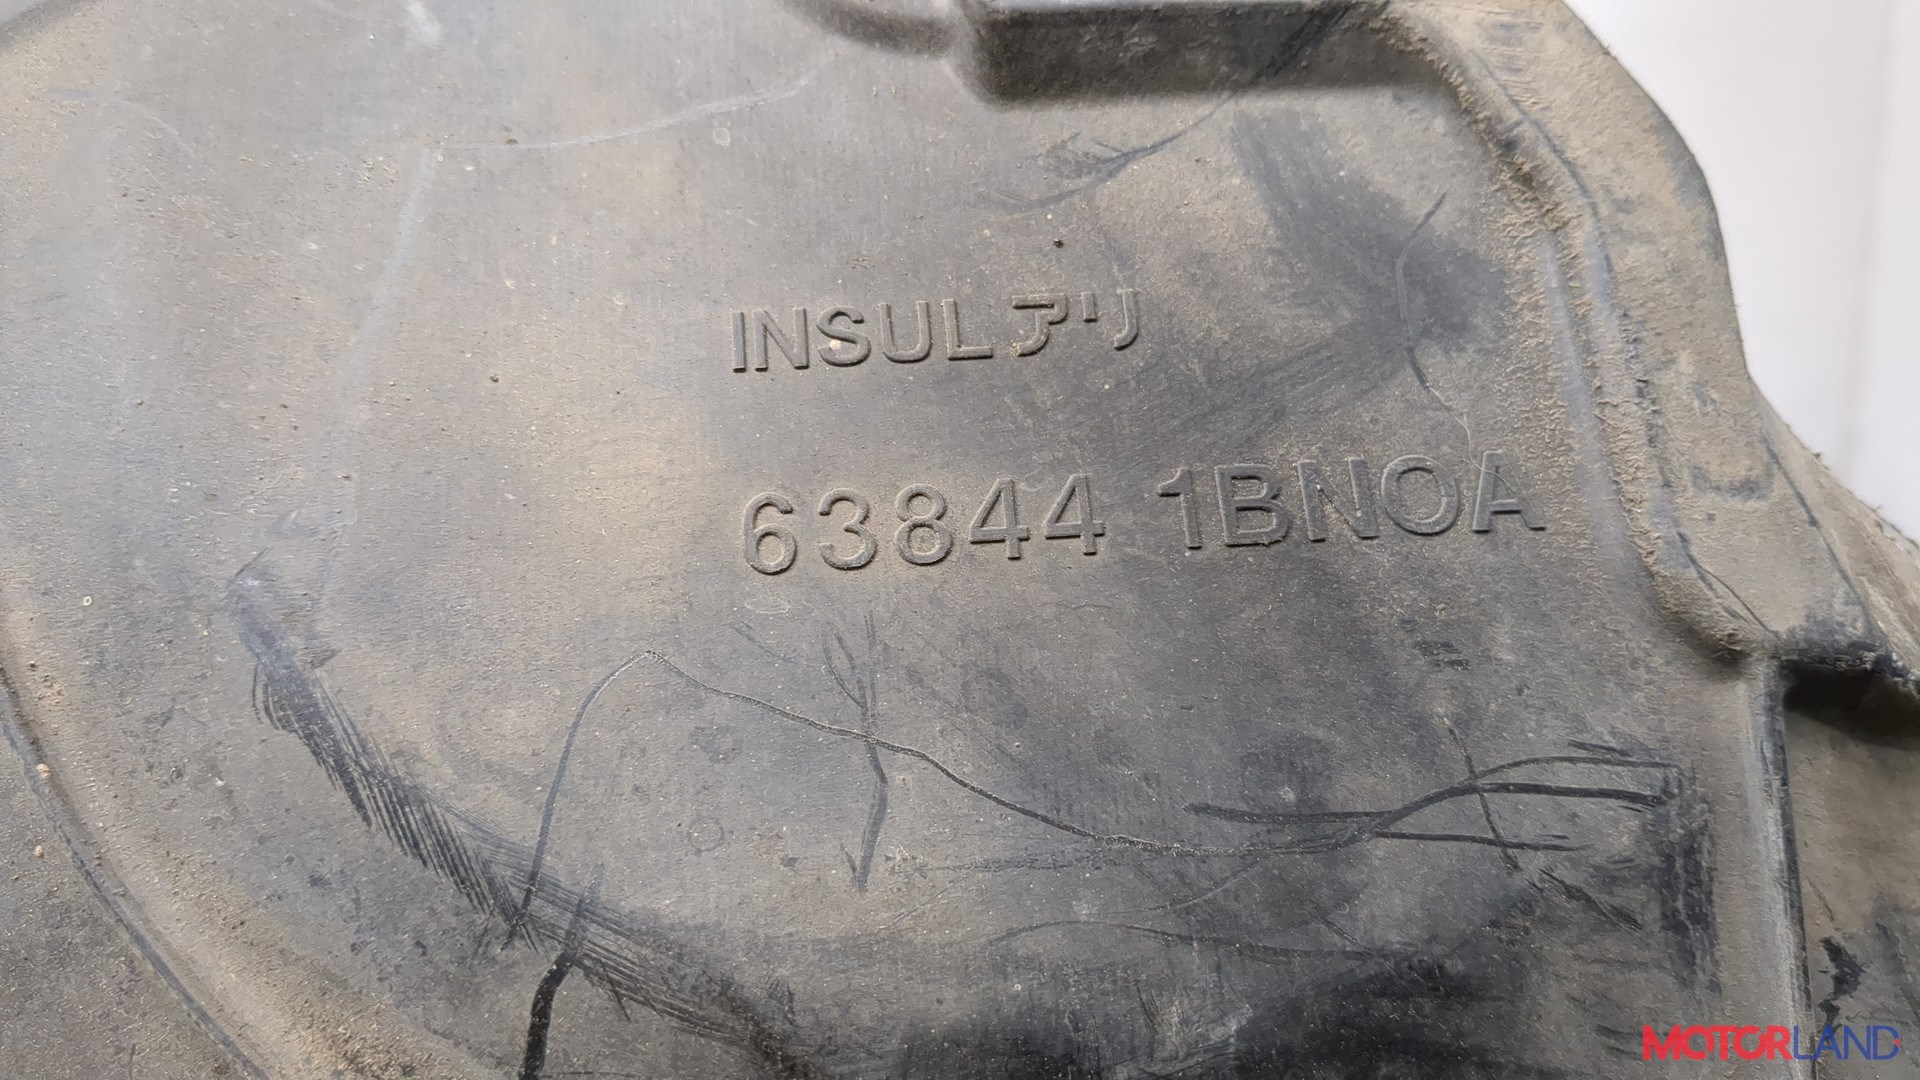 INSULアリ
63844 1BN0A
MOTORLAND